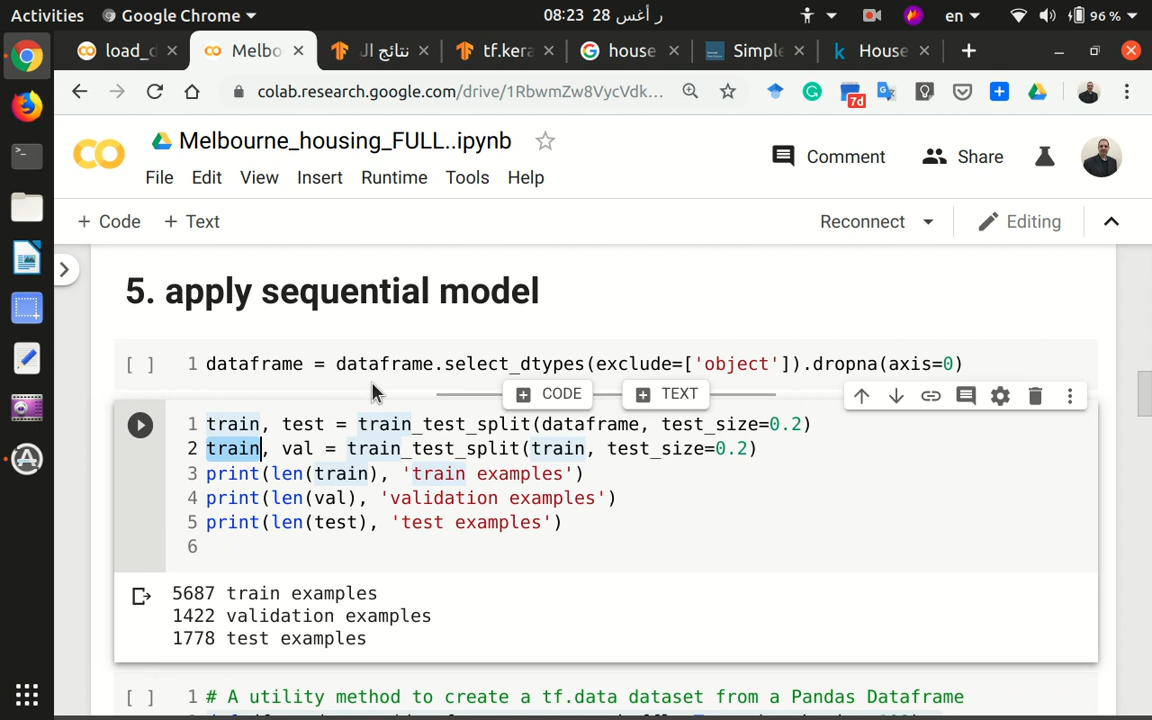 Activities Google Chrome ▾ 08:23 28 ر أغس en ▾ 96 % ▾
load_d Melbo نتائج ال tf.kera house Simple House
colab.research.google.com/drive/1RbwmZw8VycVdk... 7d
Melbourne_housing_FULL..ipynb
Comment Share
File Edit View Insert Runtime Tools Help
+ Code + Text Reconnect Editing
5. apply sequential model
[ ] 1 dataframe = dataframe.select_dtypes(exclude=['object']).dropna(axis=0)
CODE TEXT
1 train, test = train_test_split(dataframe, test_size=0.2)
2 train, val = train_test_split(train, test_size=0.2)
3 print(len(train), 'train examples')
4 print(len(val), 'validation examples')
5 print(len(test), 'test examples')
6
5687 train examples
1422 validation examples
1778 test examples
[ ] 1 # A utility method to create a tf.data dataset from a Pandas Dataframe